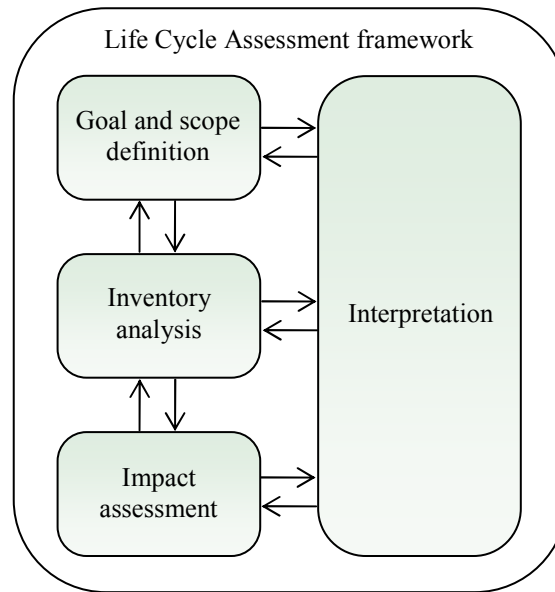 Life Cycle Assessment framework
Goal and scope
definition
Inventory
analysis
Interpretation
Impact
assessment